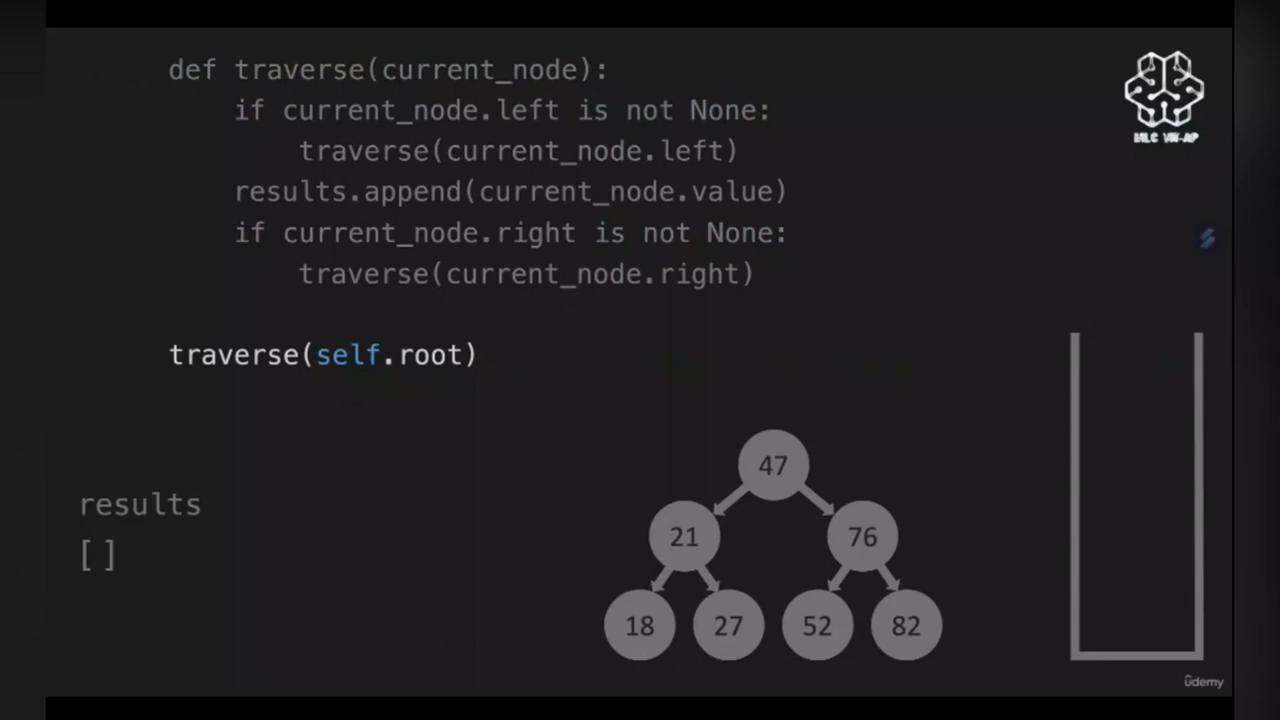 def traverse(current_node):
if current_node.left is not None:
traverse(current_node.left)
results.append(current_node.value)
if current_node.right is not None:
traverse(current_node.right)
traverse(self.root)
results
[]
47
21 76
18 27 52 82
ûdemy